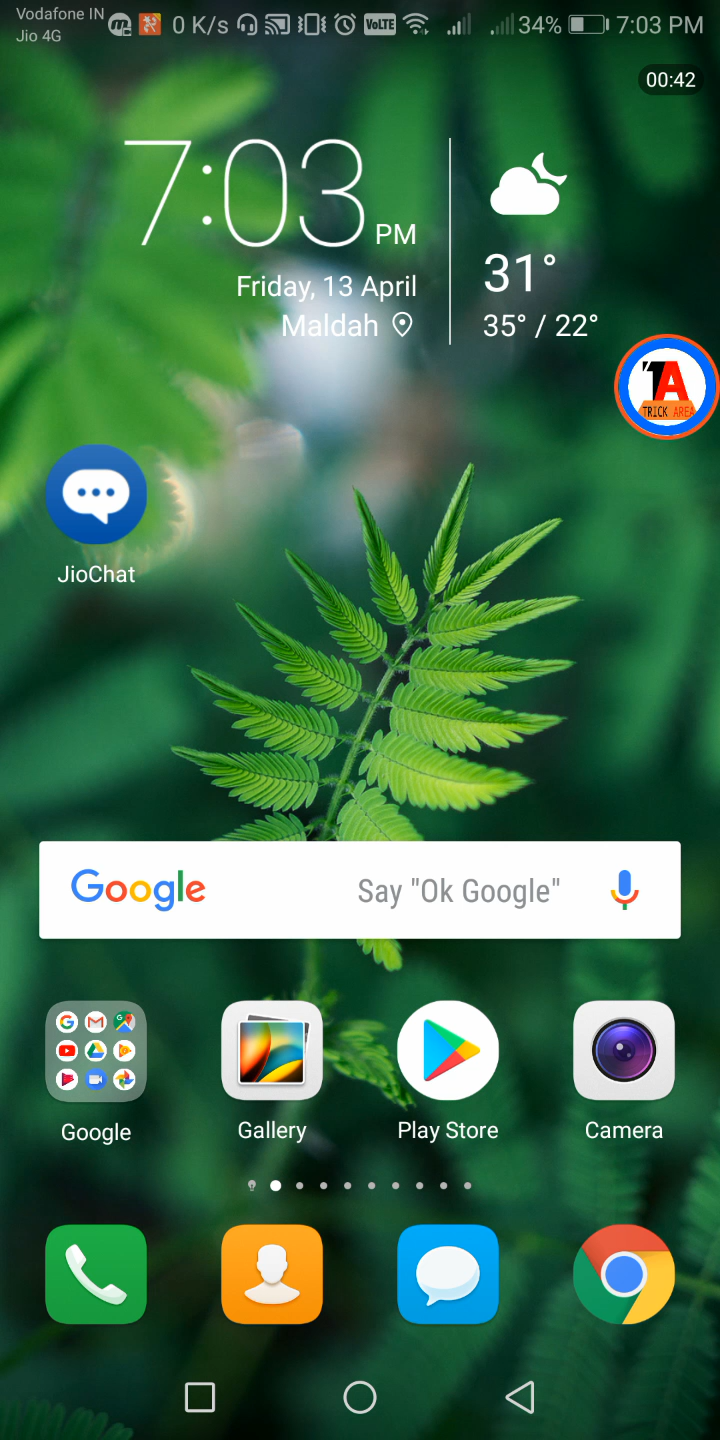 Vodafone IN
Jio 4G
0 K/s
VoLTE
34%
7:03 PM
00:42
7:03 PM
Friday, 13 April
Maldah
31°
35° / 22°
TA
TRICK AREA
JioChat
Google
Say "Ok Google"
Google
Gallery
Play Store
Camera